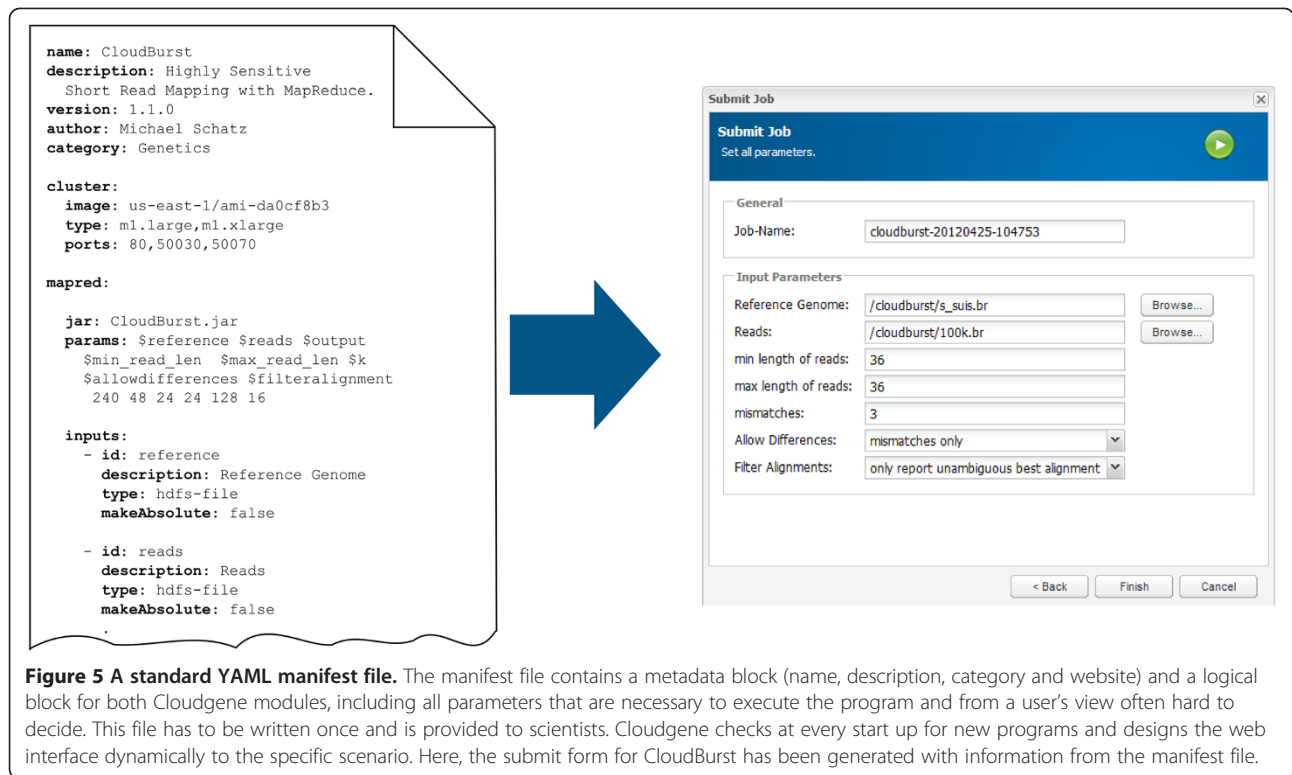 name: CloudBurst
description: Highly Sensitive
Short Read Mapping with MapReduce.
version: 1.1.0
author: Michael Schatz
category: Genetics
cluster:
image: us-east-1/ami-da0cf8b3
type: m1.large,m1.xlarge
ports: 80,50030,50070
mapred:
jar: CloudBurst.jar
params: $reference $reads $output
$min_read_len $max_read_len $k
$allowdifferences $filteralignment
240 48 24 24 128 16
inputs:
- id: reference
description: Reference Genome
type: hdfs-file
makeAbsolute: false
- id: reads
description: Reads
type: hdfs-file
makeAbsolute: false
.
Submit Job
Submit Job
Set all parameters.
General
Job-Name: cloudburst-20120425-104753
Input Parameters
Reference Genome: /cloudburst/s_suis.br Browse...
Reads: /cloudburst/100k.br Browse...
min length of reads: 36
max length of reads: 36
mismatches: 3
Allow Differences: mismatches only
Filter Alignments: only report unambiguous best alignment
< Back Finish Cancel
Figure 5 A standard YAML manifest file. The manifest file contains a metadata block (name, description, category and website) and a logical
block for both Cloudgene modules, including all parameters that are necessary to execute the program and from a user's view often hard to
decide. This file has to be written once and is provided to scientists. Cloudgene checks at every start up for new programs and designs the web
interface dynamically to the specific scenario. Here, the submit form for CloudBurst has been generated with information from the manifest file.